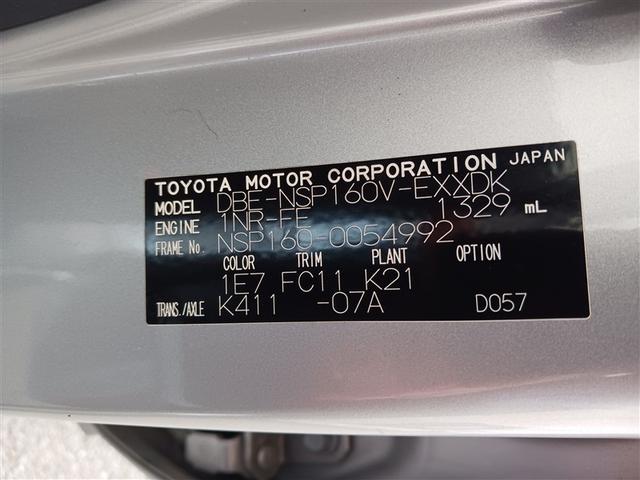 TOYOTA MOTOR CORPORATION JAPAN
MODEL DBE-NSP160V-EXXDK
ENGINE 1NR-FE 1329 mL
FRAME No. NSP160-0054992
COLOR TRIM PLANT OPTION
1E7 FC11 K21
TRANS./AXLE K411 -07A D057